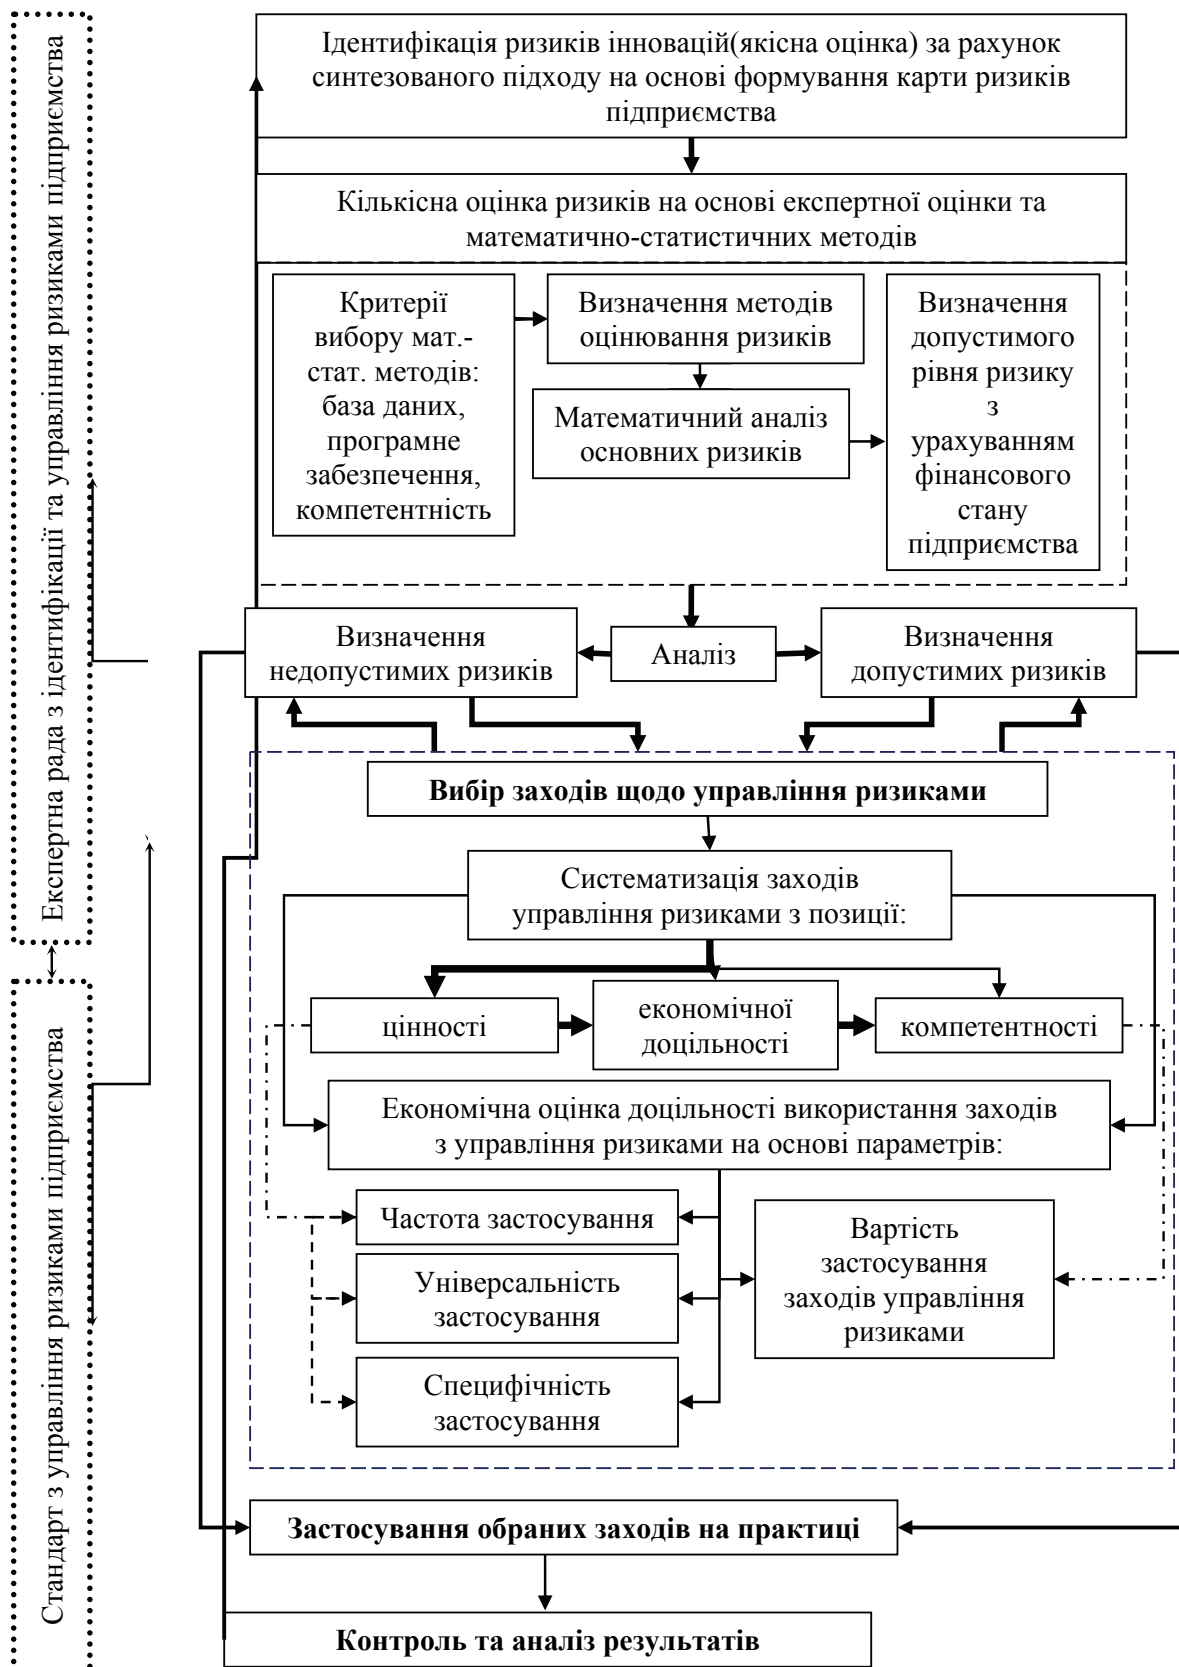 Експертна рада з ідентифікації та управління ризиками підприємства
Стандарт з управління ризиками підприємства
Ідентифікація ризиків інновацій(якісна оцінка) за рахунок
синтезованого підходу на основі формування карти ризиків
підприємства
Кількісна оцінка ризиків на основі експертної оцінки та
математично-статистичних методів
Критерії
вибору мат.-
стат. методів:
база даних,
програмне
забезпечення,
компетентність
Визначення методів
оцінювання ризиків
Математичний аналіз
основних ризиків
Визначення
допустимого
рівня ризику
з
урахуванням
фінансового
стану
підприємства
Визначення
недопустимих ризиків
Аналіз
Визначення
допустимих ризиків
Вибір заходів щодо управління ризиками
Систематизація заходів
управління ризиками з позиції:
цінності
економічної
доцільності
компетентності
Економічна оцінка доцільності використання заходів
з управління ризиками на основі параметрів:
Частота застосування
Універсальність
застосування
Специфічність
застосування
Вартість
застосування
заходів управління
ризиками
Застосування обраних заходів на практиці
Контроль та аналіз результатів